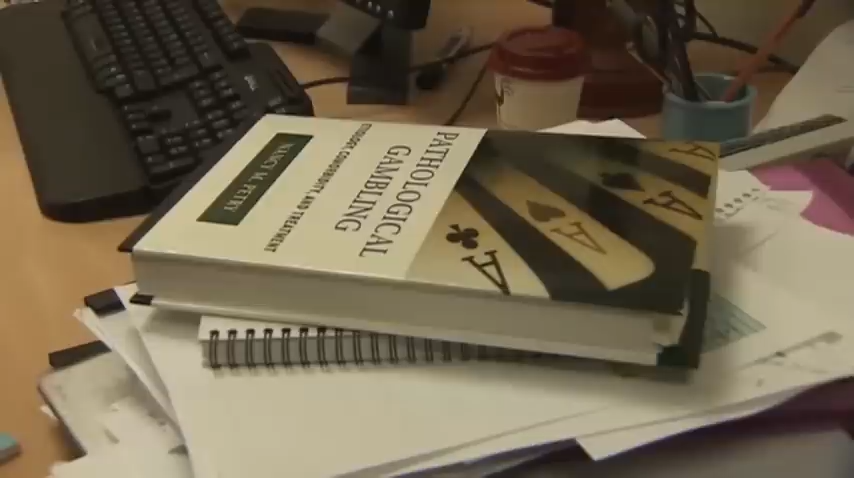 PATHOLOGICAL
GAMBLING
ETIOLOGY, COMORBIDITY, AND TREATMENT
NANCY M. PETRY
A
A
A
A